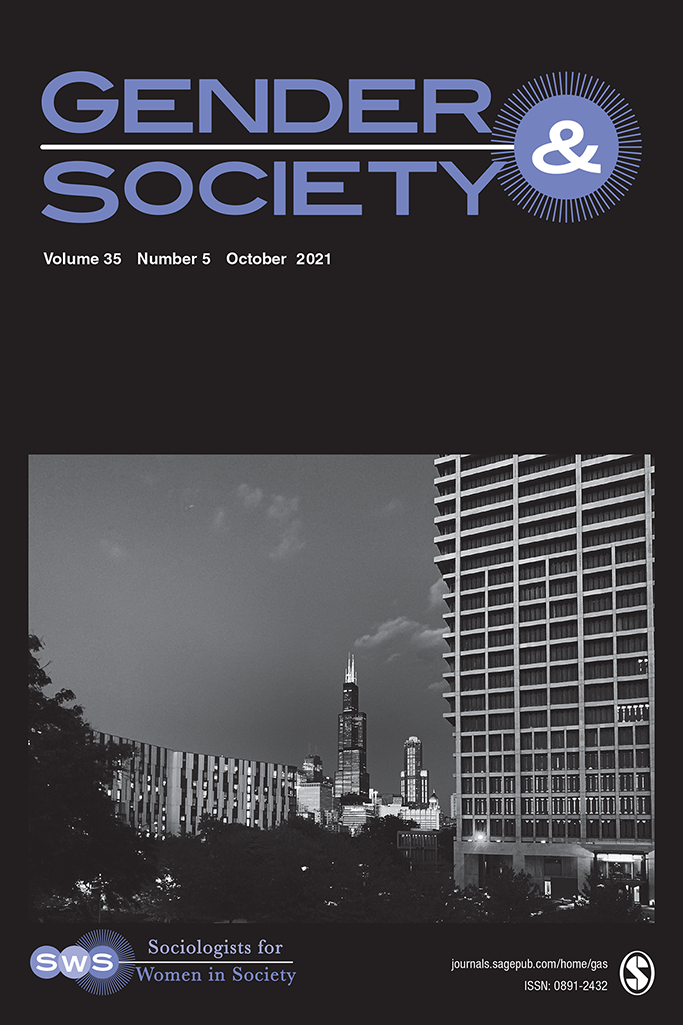 GENDER
&
SOCIETY
Volume 35 Number 5 October 2021
SWS
Sociologists for
Women in Society
journals.sagepub.com/home/gas
ISSN: 0891-2432
S